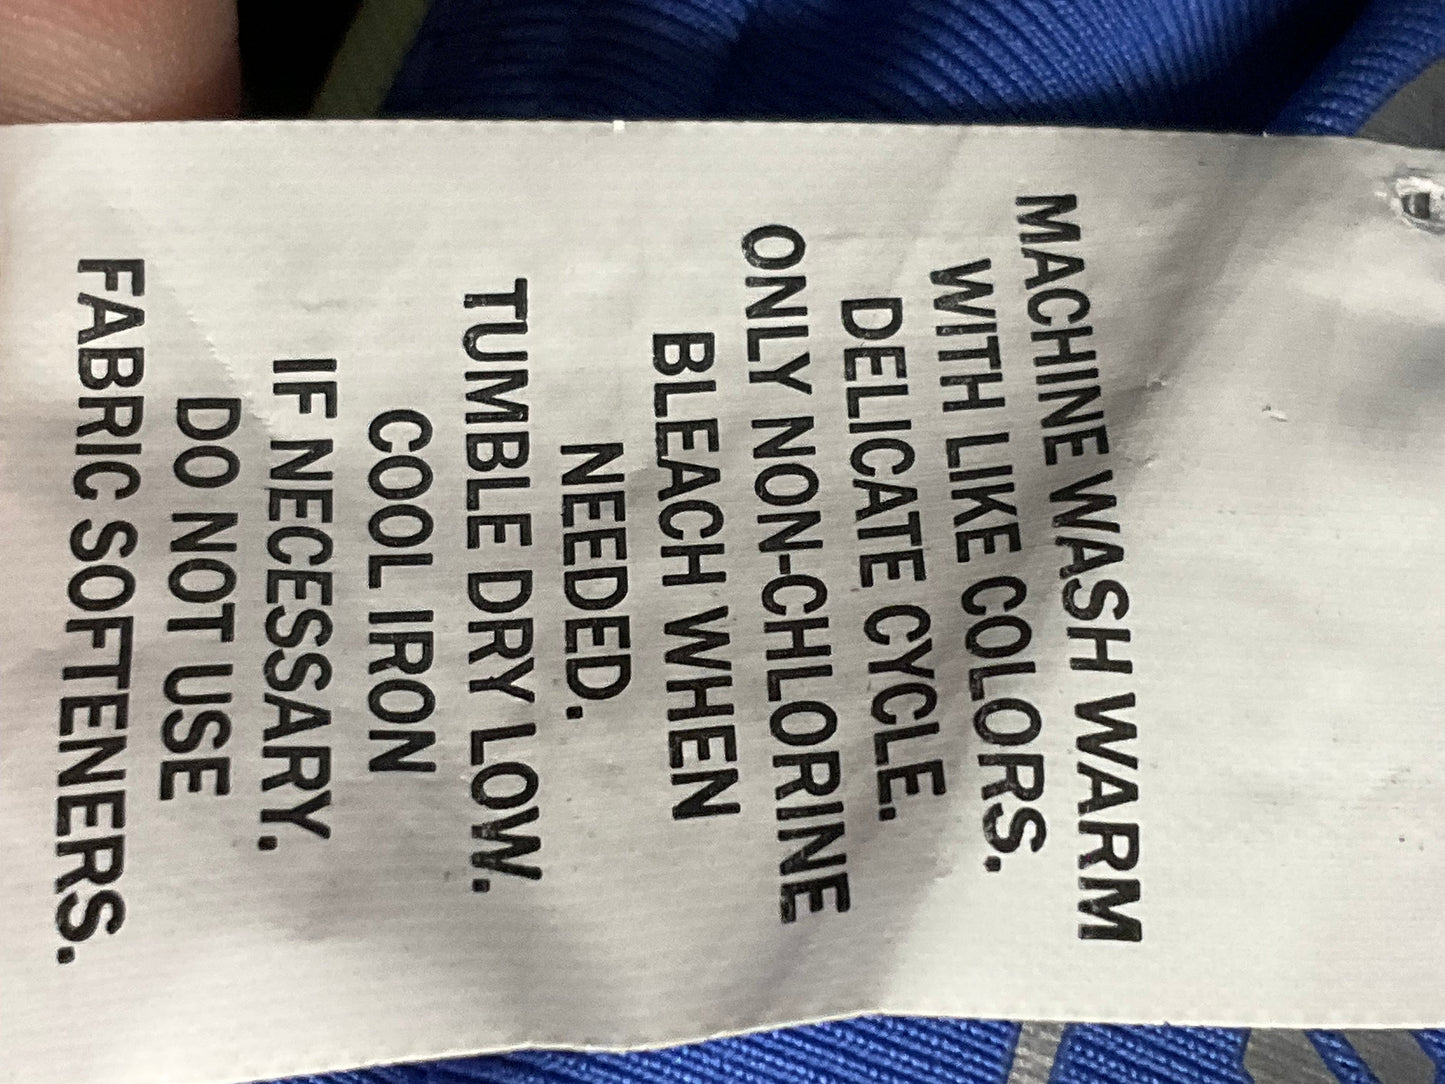 MACHINE WASH WARM
WITH LIKE COLORS.
DELICATE CYCLE.
ONLY NON-CHLORINE
BLEACH WHEN
NEEDED.
TUMBLE DRY LOW.
COOL IRON
IF NECESSARY.
DO NOT USE
FABRIC SOFTENERS.